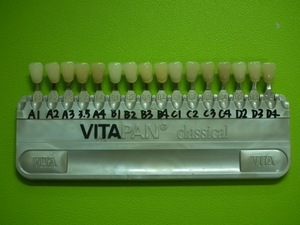 A1 A2 A3 3.5 A4 B1 B2 B3 B4 C1 C2 C3 C4 D2 D3 D4
VITAPAN® classical
VITA VITA